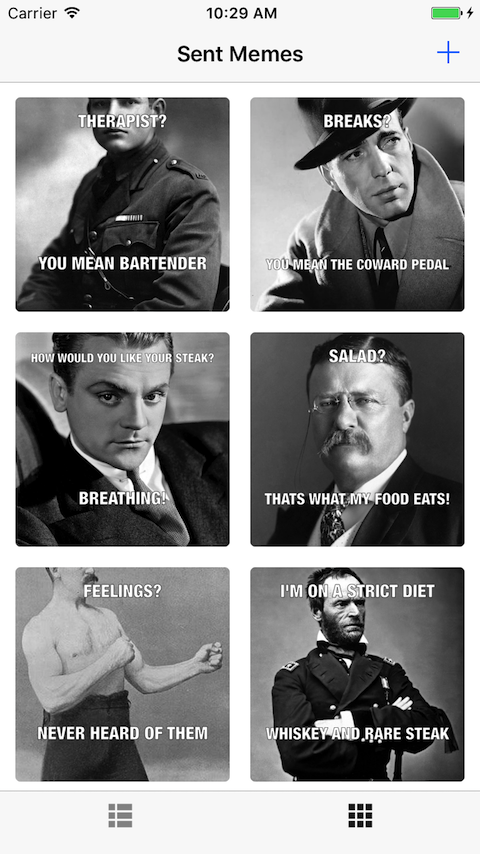 Carrier 10:29 AM
Sent Memes
THERAPIST?
YOU MEAN BARTENDER
BREAKS?
YOU MEAN THE COWARD PEDAL
HOW WOULD YOU LIKE YOUR STEAK?
BREATHING!
SALAD?
THATS WHAT MY FOOD EATS!
FEELINGS?
NEVER HEARD OF THEM
I'M ON A STRICT DIET
WHISKEY AND RARE STEAK